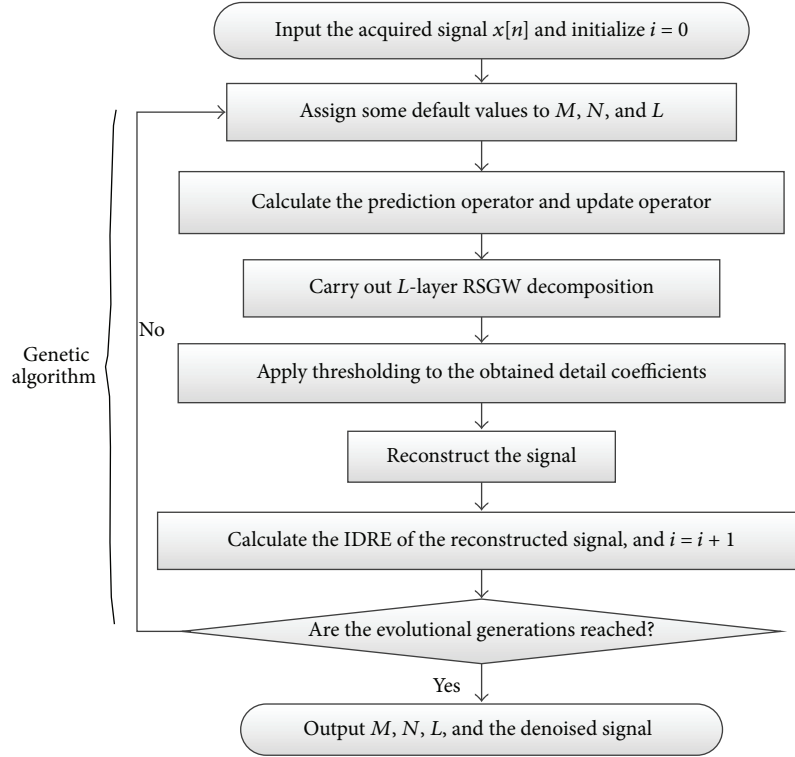 Input the acquired signal x[n] and initialize i = 0
Assign some default values to M, N, and L
Calculate the prediction operator and update operator
Carry out L-layer RSGW decomposition
No
Genetic
algorithm
Apply thresholding to the obtained detail coefficients
Reconstruct the signal
Calculate the IDRE of the reconstructed signal, and i = i + 1
Are the evolutional generations reached?
Yes
Output M, N, L, and the denoised signal